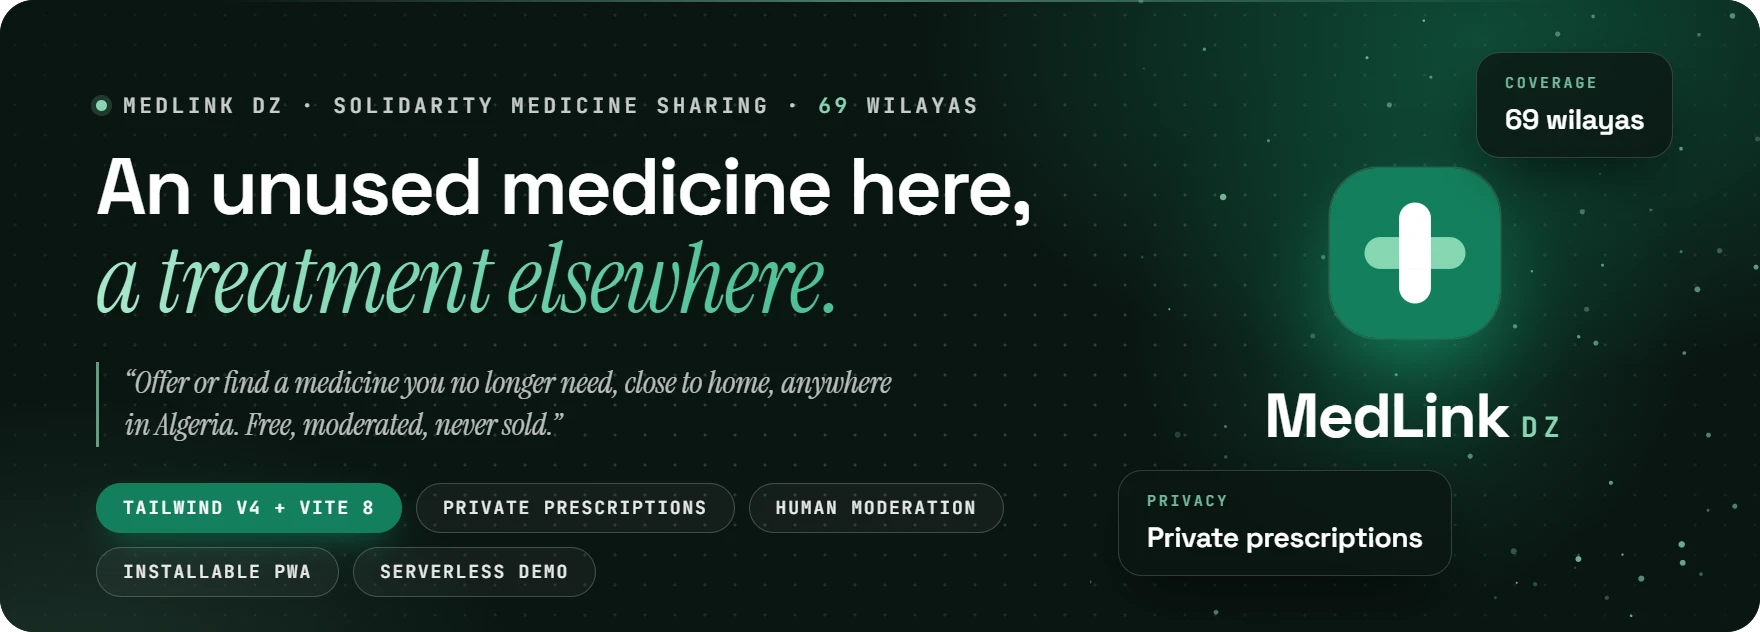 MEDLINK DZ · SOLIDARITY MEDICINE SHARING · 69 WILAYAS
An unused medicine here,
a treatment elsewhere.
“Offer or find a medicine you no longer need, close to home, anywhere
in Algeria. Free, moderated, never sold.”
TAILWIND V4 + VITE 8
PRIVATE PRESCRIPTIONS
HUMAN MODERATION
INSTALLABLE PWA
SERVERLESS DEMO
COVERAGE
69 wilayas
MedLink DZ
PRIVACY
Private prescriptions